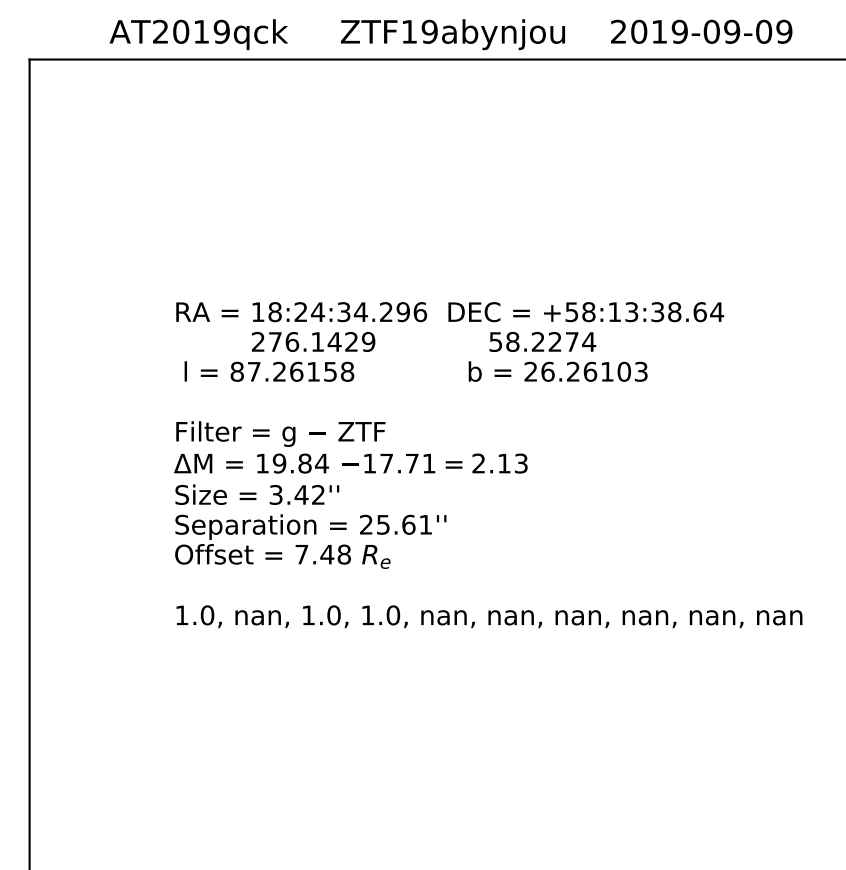 AT2019qck ZTF19abynjou 2019-09-09
RA = 18:24:34.296 DEC = +58:13:38.64
276.1429 58.2274
l = 87.26158 b = 26.26103
Filter = g − ZTF
ΔM = 19.84 −17.71 = 2.13
Size = 3.42''
Separation = 25.61''
Offset = 7.48 Re
1.0, nan, 1.0, 1.0, nan, nan, nan, nan, nan, nan